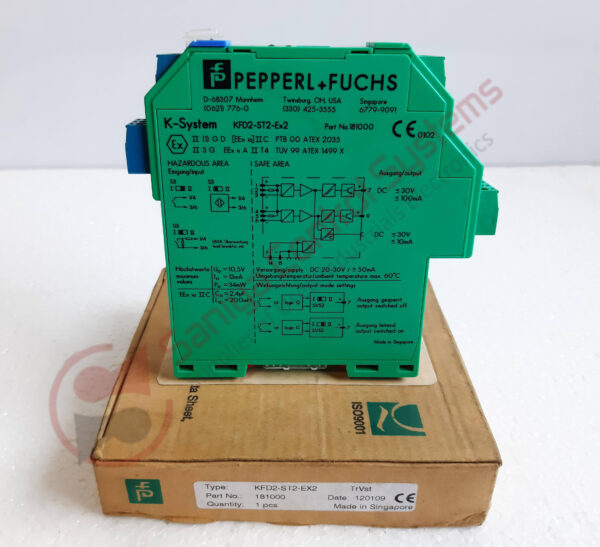 PEPPERL+FUCHS
D-68307 Mannheim Twinsburg, OH, USA Singapore
(0621) 776-0 (330) 425-3555 6779-9091
K-System KFD2-ST2-Ex2 Part No.181000 CE 0102
Ex II (1) G D [EEx ia] IIC PTB 00 ATEX 2035
II 3 G EEx n A II T4 TÜV 99 ATEX 1499 X
HAZARDOUS AREA SAFE AREA
Eingang/input Ausgang/output
DC ≤ 30V
≤ 100mA
DC ≤ 30V
≤ 10mA
Höchstwerte
maximum
values
U₀ = 10,5V
I₀ = 13mA
P₀ = 34mW
EEx ia IIC
Versorgung/supply DC 20-30V / ≤ 50mA
Umgebungstemperatur/ambient temperature max. 60°C
Wirkungsrichtung/output mode settings
Ausgang gesperrt
output switched off
Ausgang leitend
output switched on
Made in Singapore
ta Sheet,
ISO9001
Type: KFD2-ST2-EX2 TrVst
Part No.: 181000 Date 120109 CE
Quantity: 1 pcs Made in Singapore